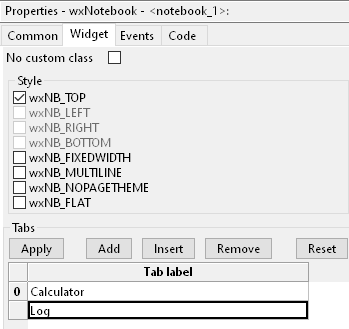 Properties - wxNotebook - <notebook_1>:
Common Widget Events Code
No custom class
Style
wxNB_TOP
wxNB_LEFT
wxNB_RIGHT
wxNB_BOTTOM
wxNB_FIXEDWIDTH
wxNB_MULTILINE
wxNB_NOPAGETHEME
wxNB_FLAT
Tabs
Apply Add Insert Remove Reset
Tab label
0 Calculator
Log